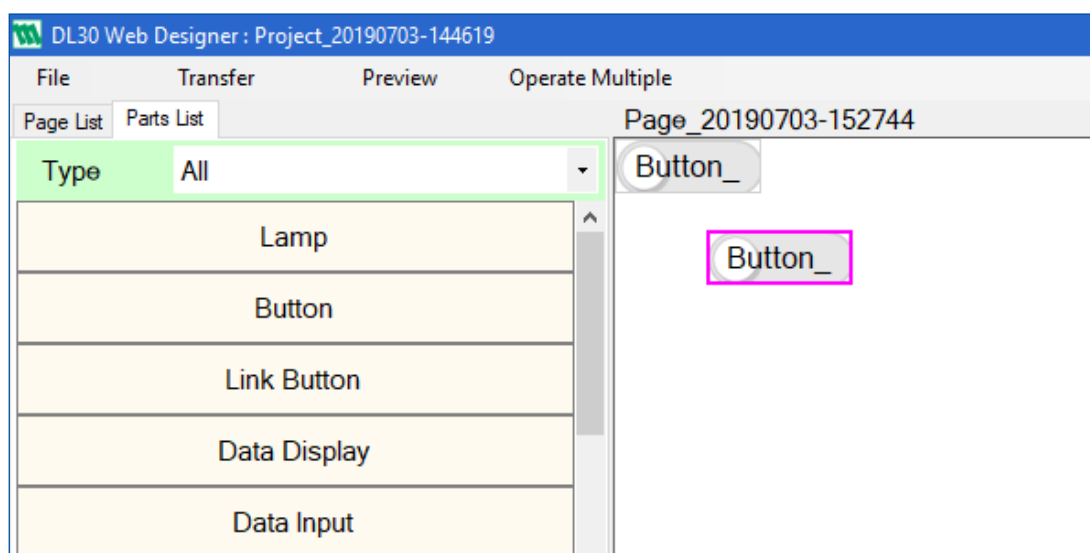 DL30 Web Designer : Project_20190703-144619
File Transfer Preview Operate Multiple
Page List Parts List
Page_20190703-152744
Type All
Button_
Lamp
Button_
Button
Link Button
Data Display
Data Input